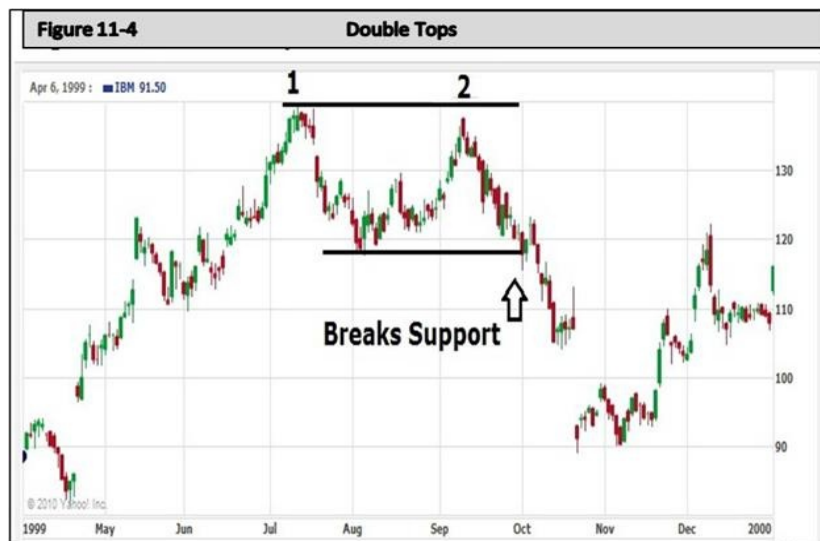 Figure 11-4 Double Tops
Apr 6, 1999 : IBM 91.50
1 2
130
120
Breaks Support
110
100
90
© 2010 Yahoo! Inc.
1999 May Jun Jul Aug Sep Oct Nov Dec 2000